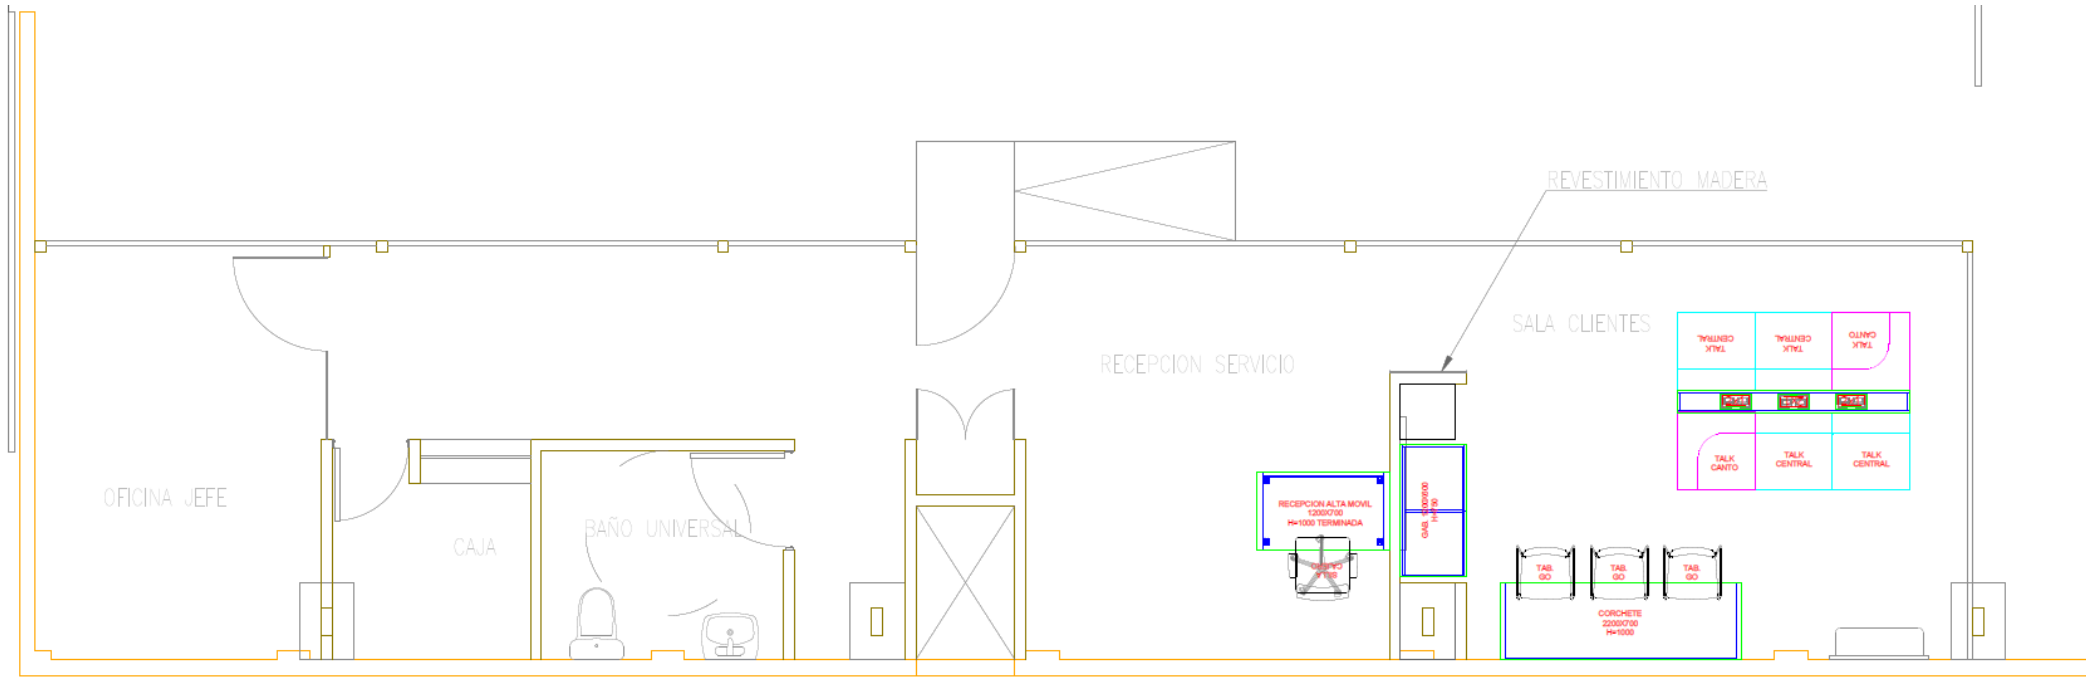 REVESTIMIENTO MADERA
SALA CLIENTES
TALK
CENTRAL
TALK
CENTRAL
TALK
CANTO
RECEPCION SERVICIO
TALK
CANTO
TALK
CENTRAL
TALK
CENTRAL
OFICINA JEFE
CAJA
BAÑO UNIVERSAL
RECEPCION ALTA MOVIL
1200X700
H=1000 TERMINADA
SILLA
TAB.
GO
TAB.
GO
TAB.
GO
CORCHETE
2200X700
H=1000